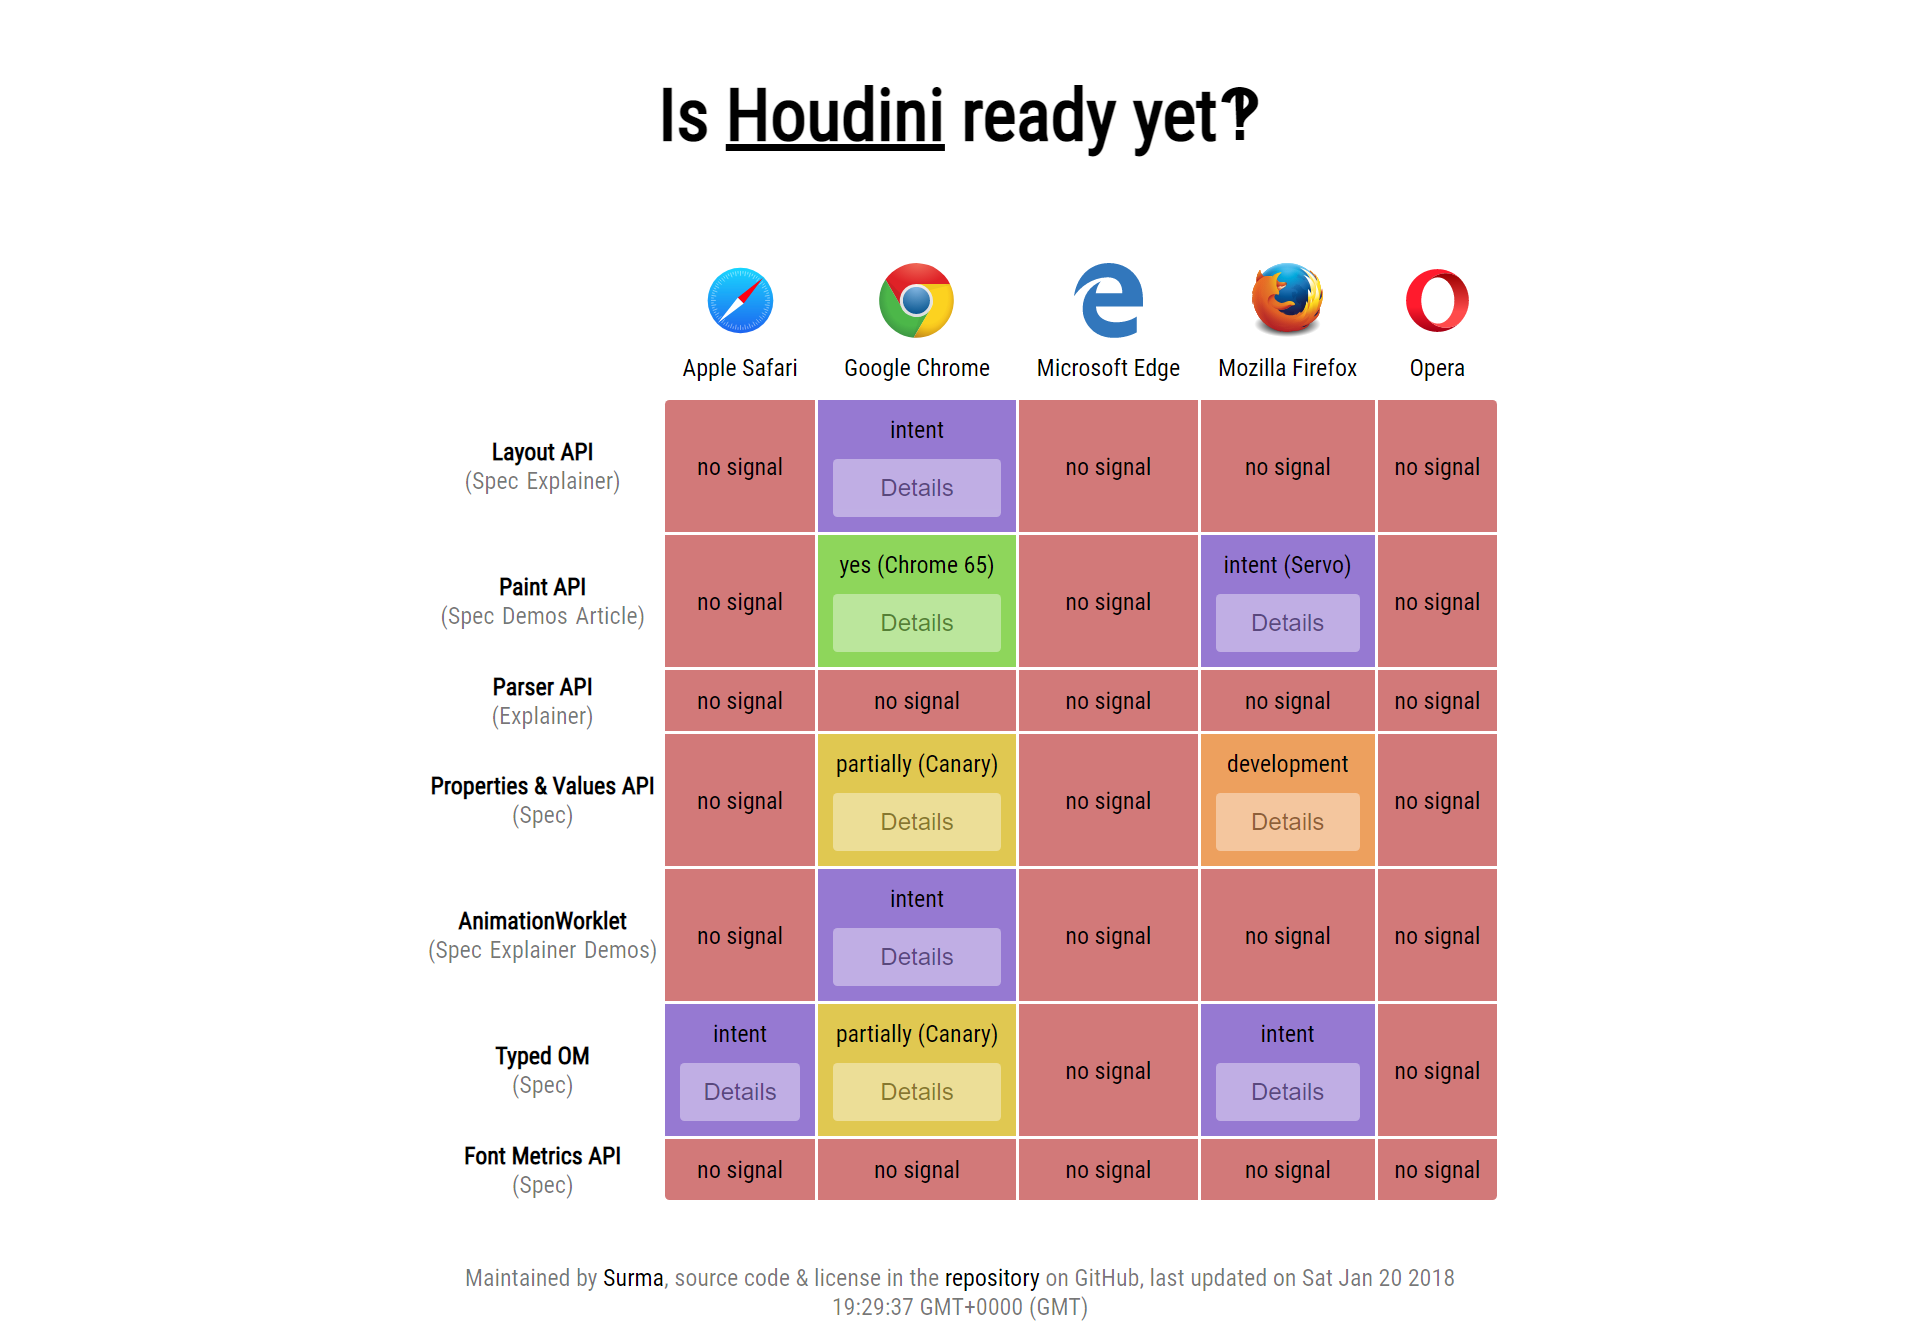 Is Houdini ready yet‽
Apple Safari Google Chrome Microsoft Edge Mozilla Firefox Opera
Layout API
(Spec Explainer)
no signal
intent
Details
no signal
no signal
no signal
Paint API
(Spec Demos Article)
no signal
yes (Chrome 65)
Details
no signal
intent (Servo)
Details
no signal
Parser API
(Explainer)
no signal
no signal
no signal
no signal
no signal
Properties & Values API
(Spec)
no signal
partially (Canary)
Details
no signal
development
Details
no signal
AnimationWorklet
(Spec Explainer Demos)
no signal
intent
Details
no signal
no signal
no signal
Typed OM
(Spec)
intent
Details
partially (Canary)
Details
no signal
intent
Details
no signal
Font Metrics API
(Spec)
no signal
no signal
no signal
no signal
no signal
Maintained by Surma, source code & license in the repository on GitHub, last updated on Sat Jan 20 2018
19:29:37 GMT+0000 (GMT)